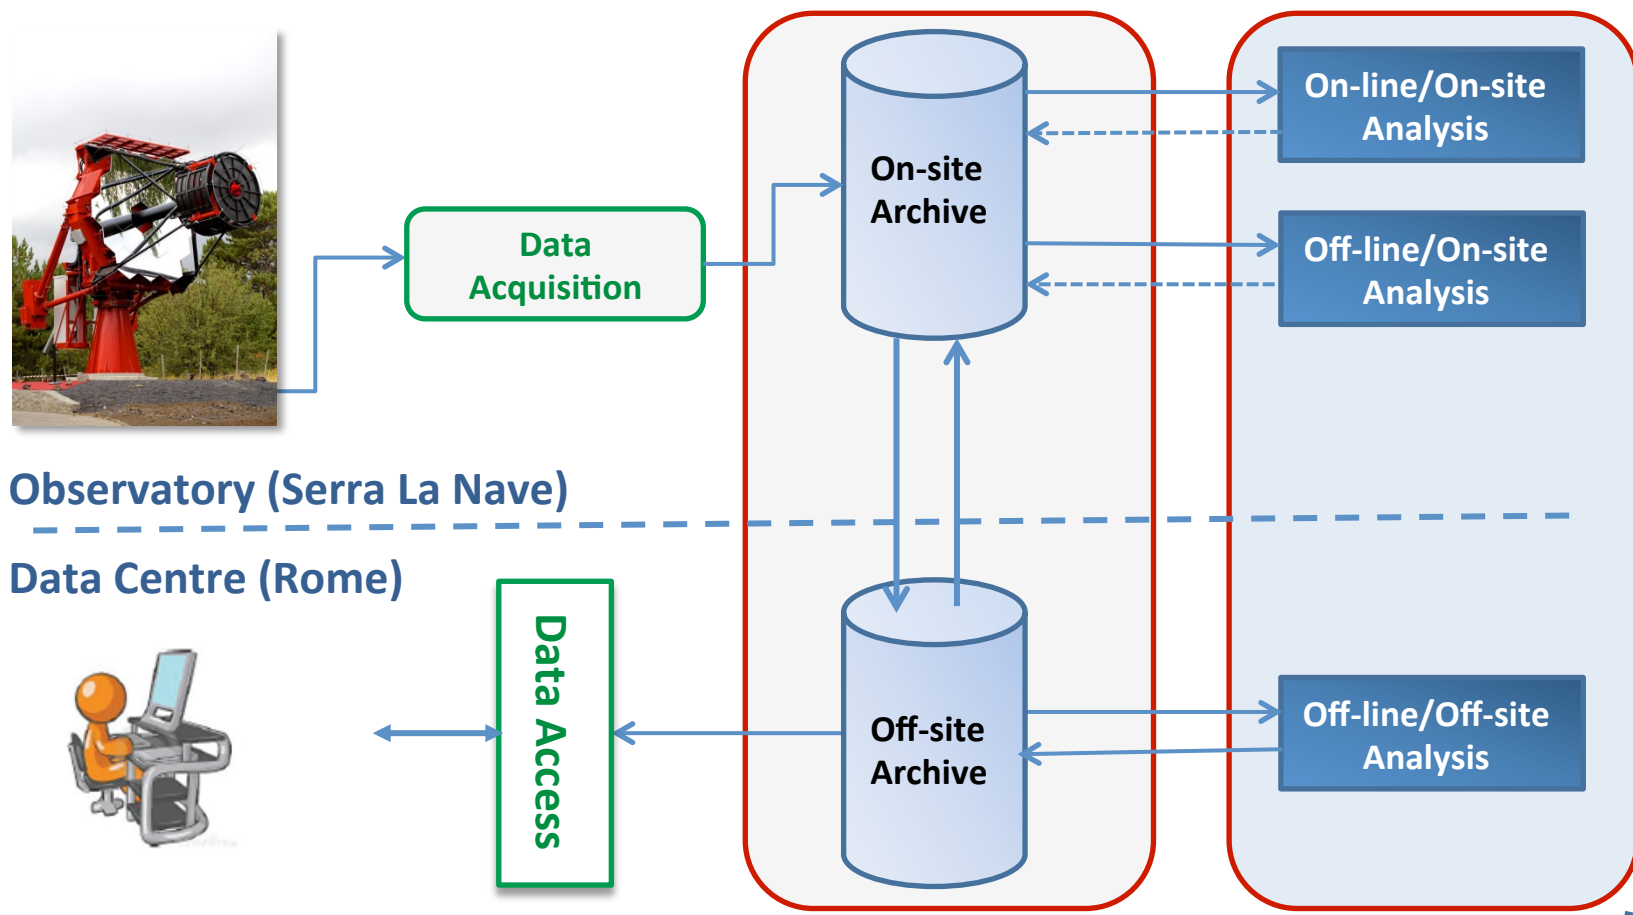 On-line/On-site
Analysis
On-site
Archive
Data
Acquisition
Off-line/On-site
Analysis
Observatory (Serra La Nave)
Data Centre (Rome)
Data Access
Off-site
Archive
Off-line/Off-site
Analysis